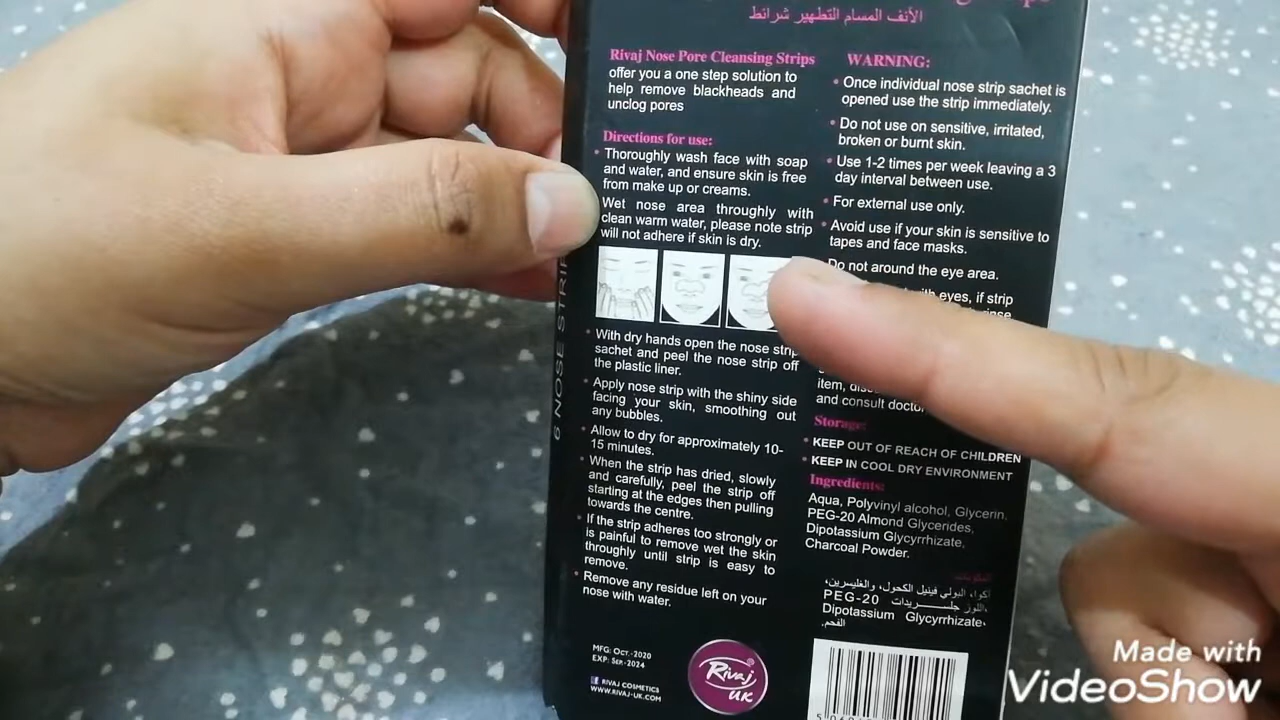 الأنف المسام التطهير شرائط
Rivaj Nose Pore Cleansing Strips
offer you a one step solution to
help remove blackheads and
unclog pores
Directions for use:
• Thoroughly wash face with soap
and water, and ensure skin is free
from make up or creams.
Wet nose area throughly with
clean warm water, please note strip
will not adhere if skin is dry.
• With dry hands open the nose strip
sachet and peel the nose strip off
the plastic liner.
• Apply nose strip with the shiny side
facing your skin, smoothing out
any bubbles.
• Allow to dry for approximately 10-
15 minutes.
• When the strip has dried, slowly
and carefully, peel the strip off
starting at the edges then pulling
towards the centre.
• If the strip adheres too strongly or
is painful to remove wet the skin
throughly until strip is easy to
remove.
• Remove any residue left on your
nose with water.
MFG: OCT.-2020
EXP: SEP.-2024
RIVAJ COSMETICS
WWW.RIVAJ-UK.COM
Rivaj®
UK
WARNING:
• Once individual nose strip sachet is
opened use the strip immediately.
• Do not use on sensitive, irritated,
broken or burnt skin.
• Use 1-2 times per week leaving a 3
day interval between use.
• For external use only.
• Avoid use if your skin is sensitive to
tapes and face masks.
Do not around the eye area.
with eyes, if strip
rinse
item,
and consult
Storage:
• KEEP OUT OF REACH OF CHILDREN
• KEEP IN COOL DRY ENVIRONMENT
Ingredients:
Aqua, Polyvinyl alcohol, Glycerin,
PEG-20 Almond Glycerides,
Dipotassium Glycyrrhizate,
Charcoal Powder.
أكوا، البولي فينيل الكحول، والغليسرين،
PEG-20 اللوز جلسريدات
Dipotassium Glycyrrhizate،
الفحم.
6 NOSE STRIP
Made with
VideoShow